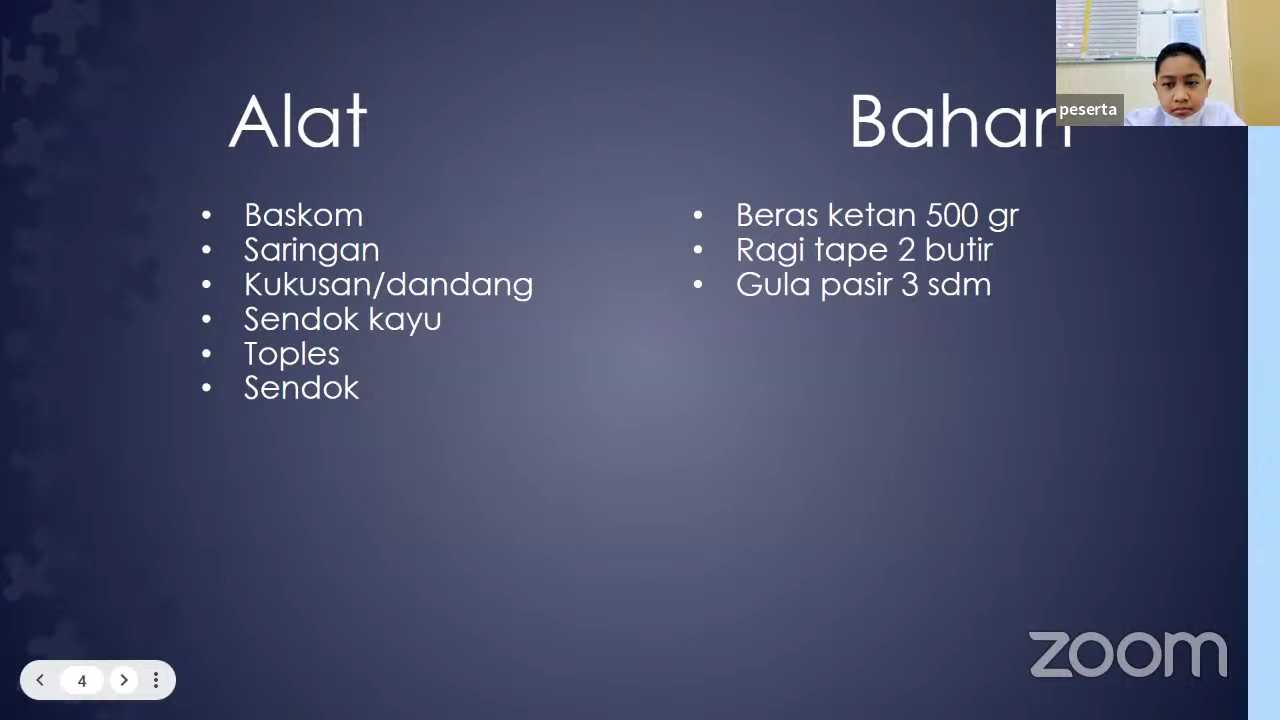 Alat
Baskom
Saringan
Kukusan/dandang
Sendok kayu
Toples
Sendok
Bahan
Beras ketan 500 gr
Ragi tape 2 butir
Gula pasir 3 sdm
peserta
zoom
4